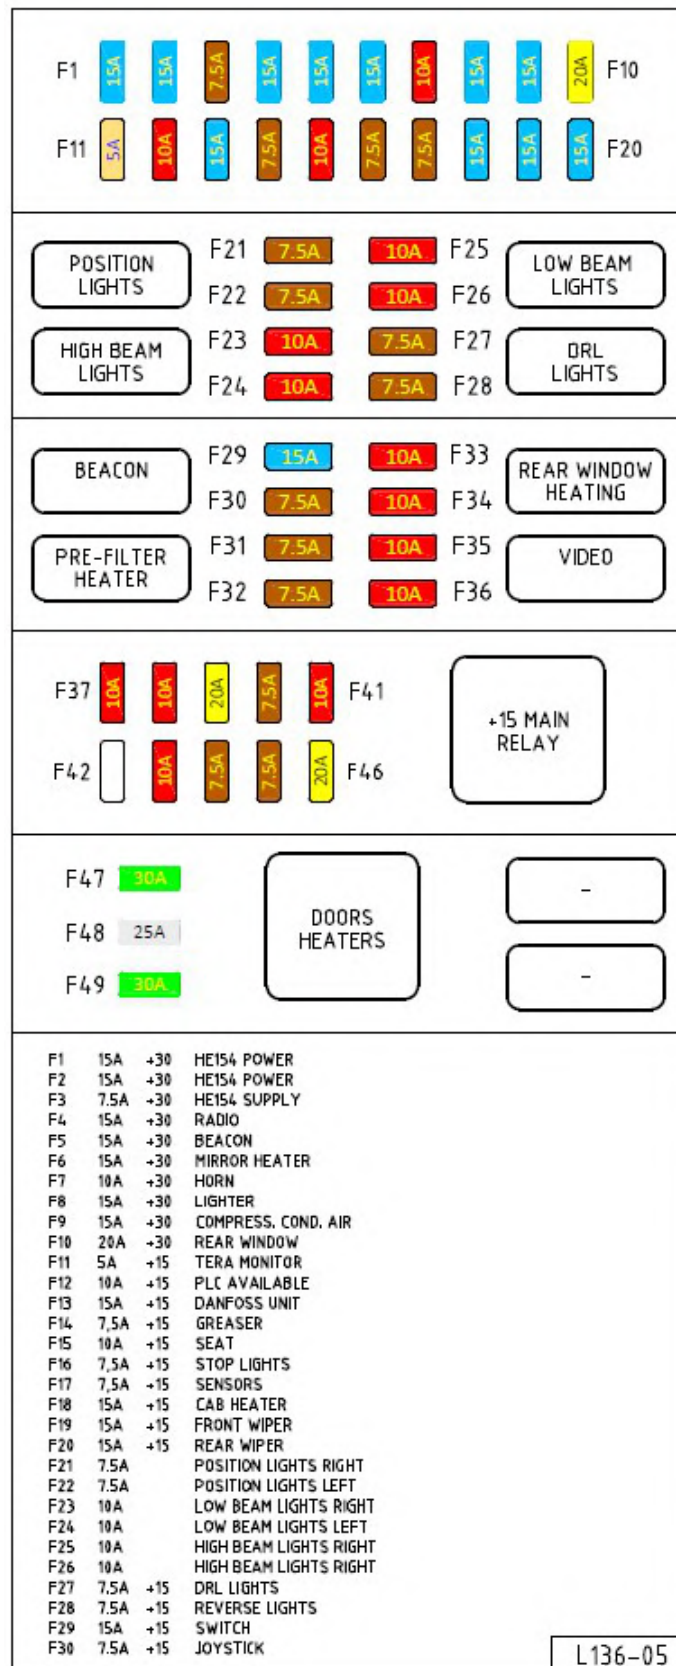 F1 15A 15A 7.5A 15A 15A 15A 10A 15A 15A 20A F10
F11 5A 10A 15A 7.5A 10A 7.5A 7.5A 15A 15A 15A F20
POSITION
LIGHTS
F21 7.5A 10A F25
LOW BEAM
LIGHTS
F22 7.5A 10A F26
HIGH BEAM
LIGHTS
F23 10A 7.5A F27
DRL
LIGHTS
F24 10A 7.5A F28
BEACON
F29 15A 10A F33
REAR WINDOW
HEATING
F30 7.5A 10A F34
PRE-FILTER
HEATER
F31 7.5A 10A F35
VIDEO
F32 7.5A 10A F36
F37 10A 10A 20A 7.5A 10A F41
+15 MAIN
RELAY
F42 10A 7.5A 7.5A 20A F46
F47 30A
F48 25A
F49 30A
DOORS
HEATERS
-
-
F1 15A +30 HE154 POWER
F2 15A +30 HE154 POWER
F3 7.5A +30 HE154 SUPPLY
F4 15A +30 RADIO
F5 15A +30 BEACON
F6 15A +30 MIRROR HEATER
F7 10A +30 HORN
F8 15A +30 LIGHTER
F9 15A +30 COMPRESS. COND. AIR
F10 20A +30 REAR WINDOW
F11 5A +15 TERA MONITOR
F12 10A +15 PLC AVAILABLE
F13 15A +15 DANFOSS UNIT
F14 7,5A +15 GREASER
F15 10A +15 SEAT
F16 7,5A +15 STOP LIGHTS
F17 7,5A +15 SENSORS
F18 15A +15 CAB HEATER
F19 15A +15 FRONT WIPER
F20 15A +15 REAR WIPER
F21 7.5A POSITION LIGHTS RIGHT
F22 7.5A POSITION LIGHTS LEFT
F23 10A LOW BEAM LIGHTS RIGHT
F24 10A LOW BEAM LIGHTS LEFT
F25 10A HIGH BEAM LIGHTS RIGHT
F26 10A HIGH BEAM LIGHTS RIGHT
F27 7.5A +15 DRL LIGHTS
F28 7.5A +15 REVERSE LIGHTS
F29 15A +15 SWITCH
F30 7.5A +15 JOYSTICK
L136-05